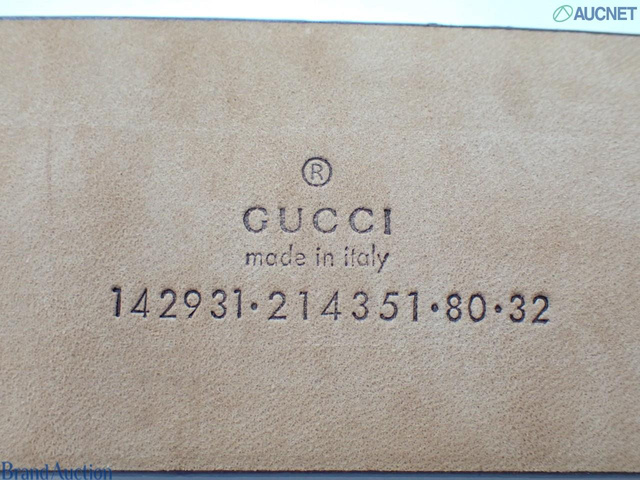 AUCNET
®
GUCCI
made in italy
142931·214351·80·32
Brand Auction